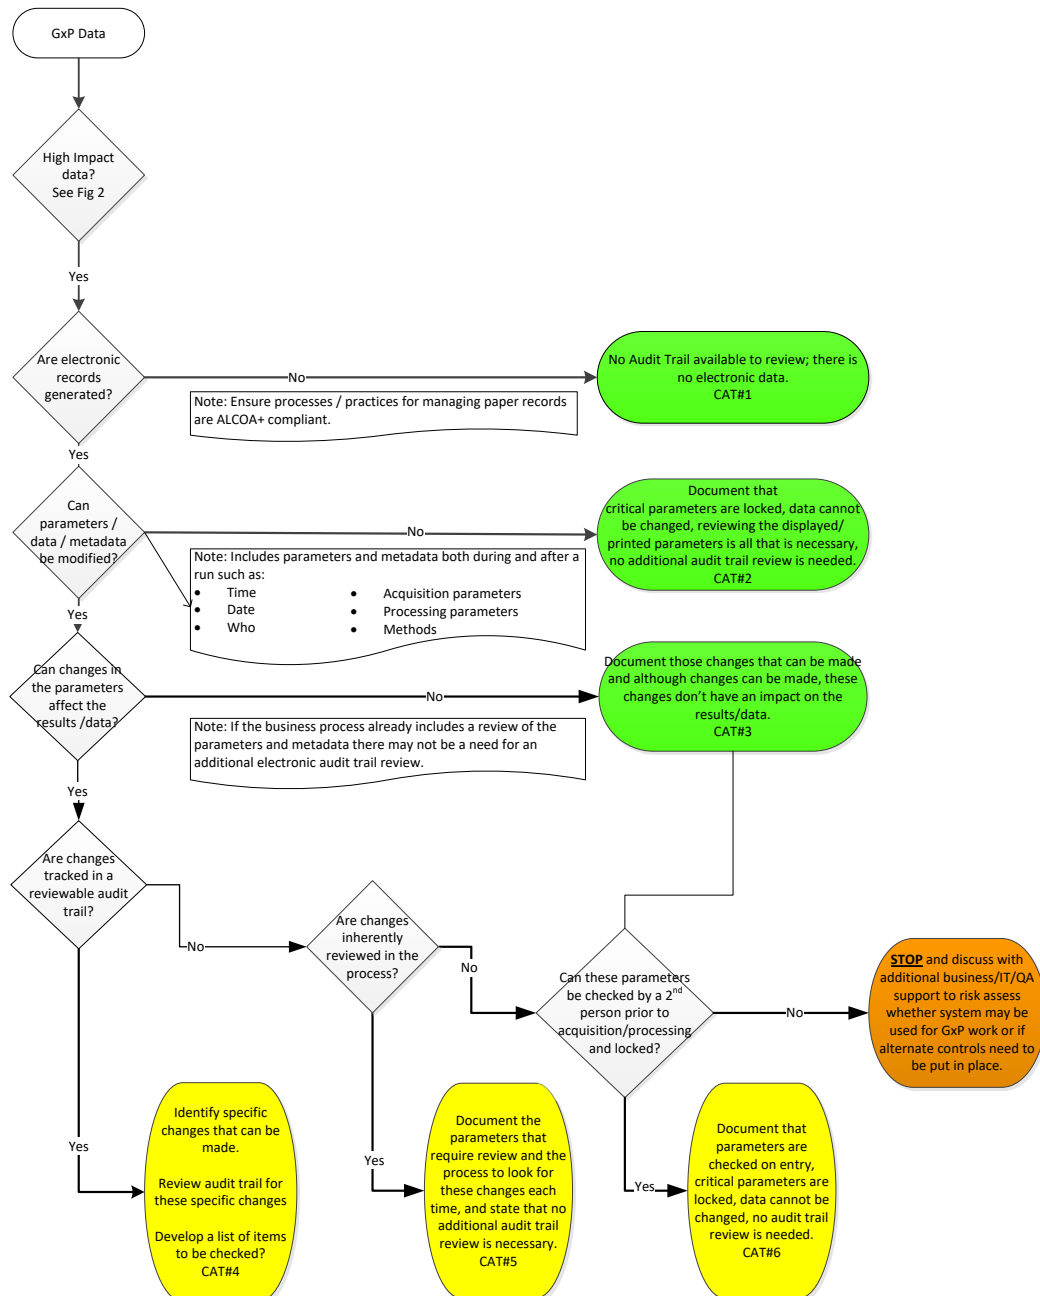 GxP Data
High Impact
data?
See Fig 2
Yes
Are electronic
records
generated?
No
No Audit Trail available to review; there is
no electronic data.
CAT#1
Note: Ensure processes / practices for managing paper records
are ALCOA+ compliant.
Yes
Can
parameters /
data / metadata
be modified?
No
Document that
critical parameters are locked, data cannot
be changed, reviewing the displayed/
printed parameters is all that is necessary,
no additional audit trail review is needed.
CAT#2
Note: Includes parameters and metadata both during and after a
run such as:
• Time
• Date
• Who
• Acquisition parameters
• Processing parameters
• Methods
Yes
Can changes in
the parameters
affect the
results /data?
No
Document those changes that can be made
and although changes can be made, these
changes don't have an impact on the
results/data.
CAT#3
Note: If the business process already includes a review of the
parameters and metadata there may not be a need for an
additional electronic audit trail review.
Yes
Are changes
tracked in a
reviewable audit
trail?
No
Are changes
inherently
reviewed in the
process?
No
Can these parameters
be checked by a 2nd
person prior to
acquisition/processing
and locked?
No
STOP and discuss with
additional business/IT/QA
support to risk assess
whether system may be
used for GxP work or if
alternate controls need to
be put in place.
Yes
Identify specific
changes that can be
made.
Review audit trail for
these specific changes
Develop a list of items
to be checked?
CAT#4
Yes
Document the
parameters that
require review and the
process to look for
these changes each
time, and state that no
additional audit trail
review is necessary.
CAT#5
Yes
Document that
parameters are
checked on entry,
critical parameters are
locked, data cannot be
changed, no audit trail
review is needed.
CAT#6